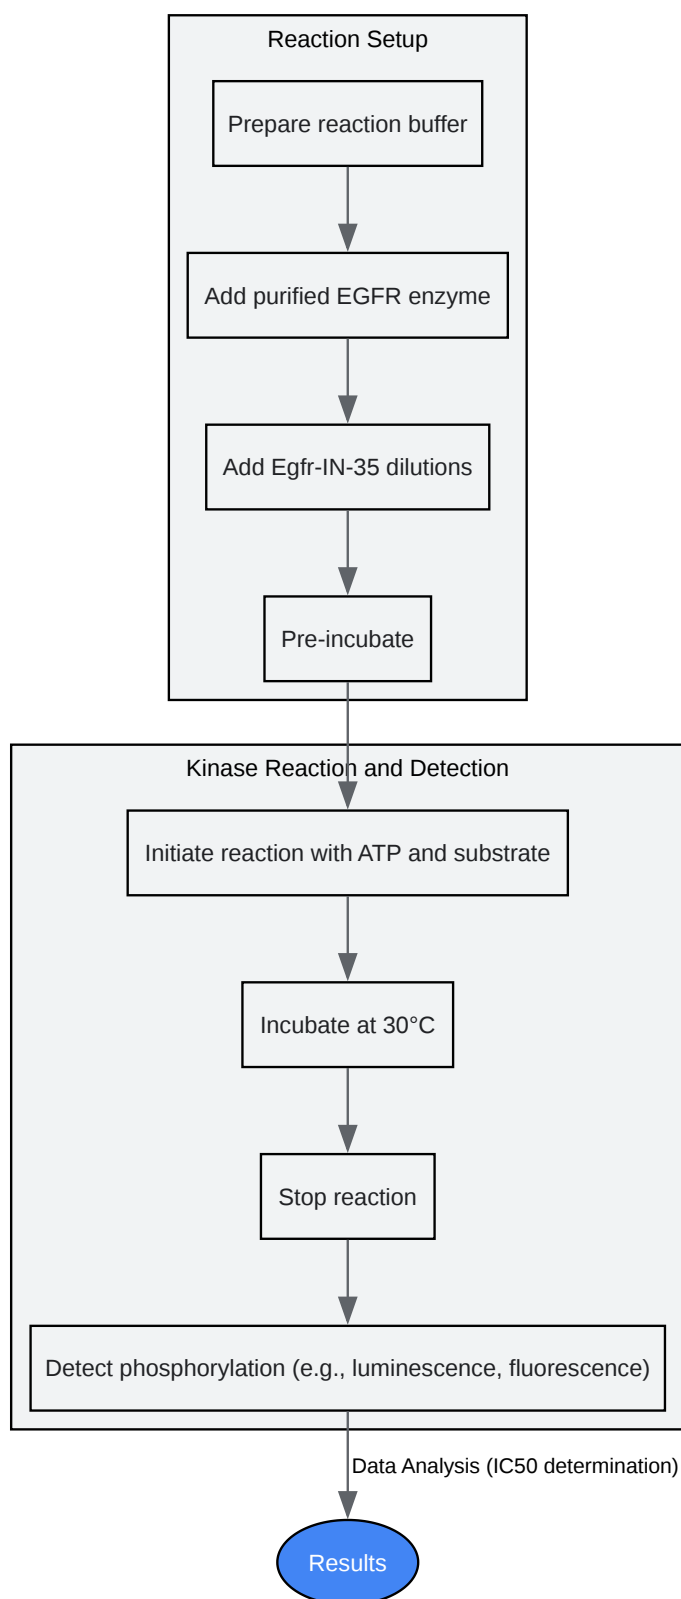 Reaction Setup
Prepare reaction buffer
Add purified EGFR enzyme
Add Egfr-IN-35 dilutions
Pre-incubate
Kinase Reaction and Detection
Initiate reaction with ATP and substrate
Incubate at 30°C
Stop reaction
Detect phosphorylation (e.g., luminescence, fluorescence)
Data Analysis (IC50 determination)
Results